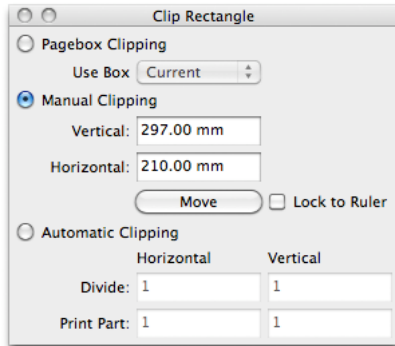 Clip Rectangle
Pagebox Clipping
Use Box Current
Manual Clipping
Vertical: 297.00 mm
Horizontal: 210.00 mm
Move Lock to Ruler
Automatic Clipping
Horizontal Vertical
Divide: 1 1
Print Part: 1 1